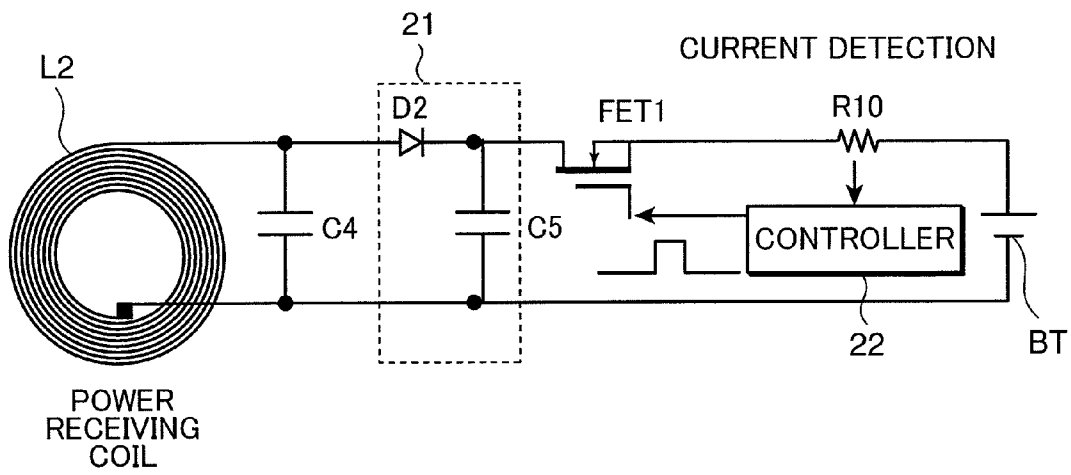 21
CURRENT DETECTION
L2
D2
FET1
R10
C4
C5
CONTROLLER
22
BT
POWER
RECEIVING
COIL